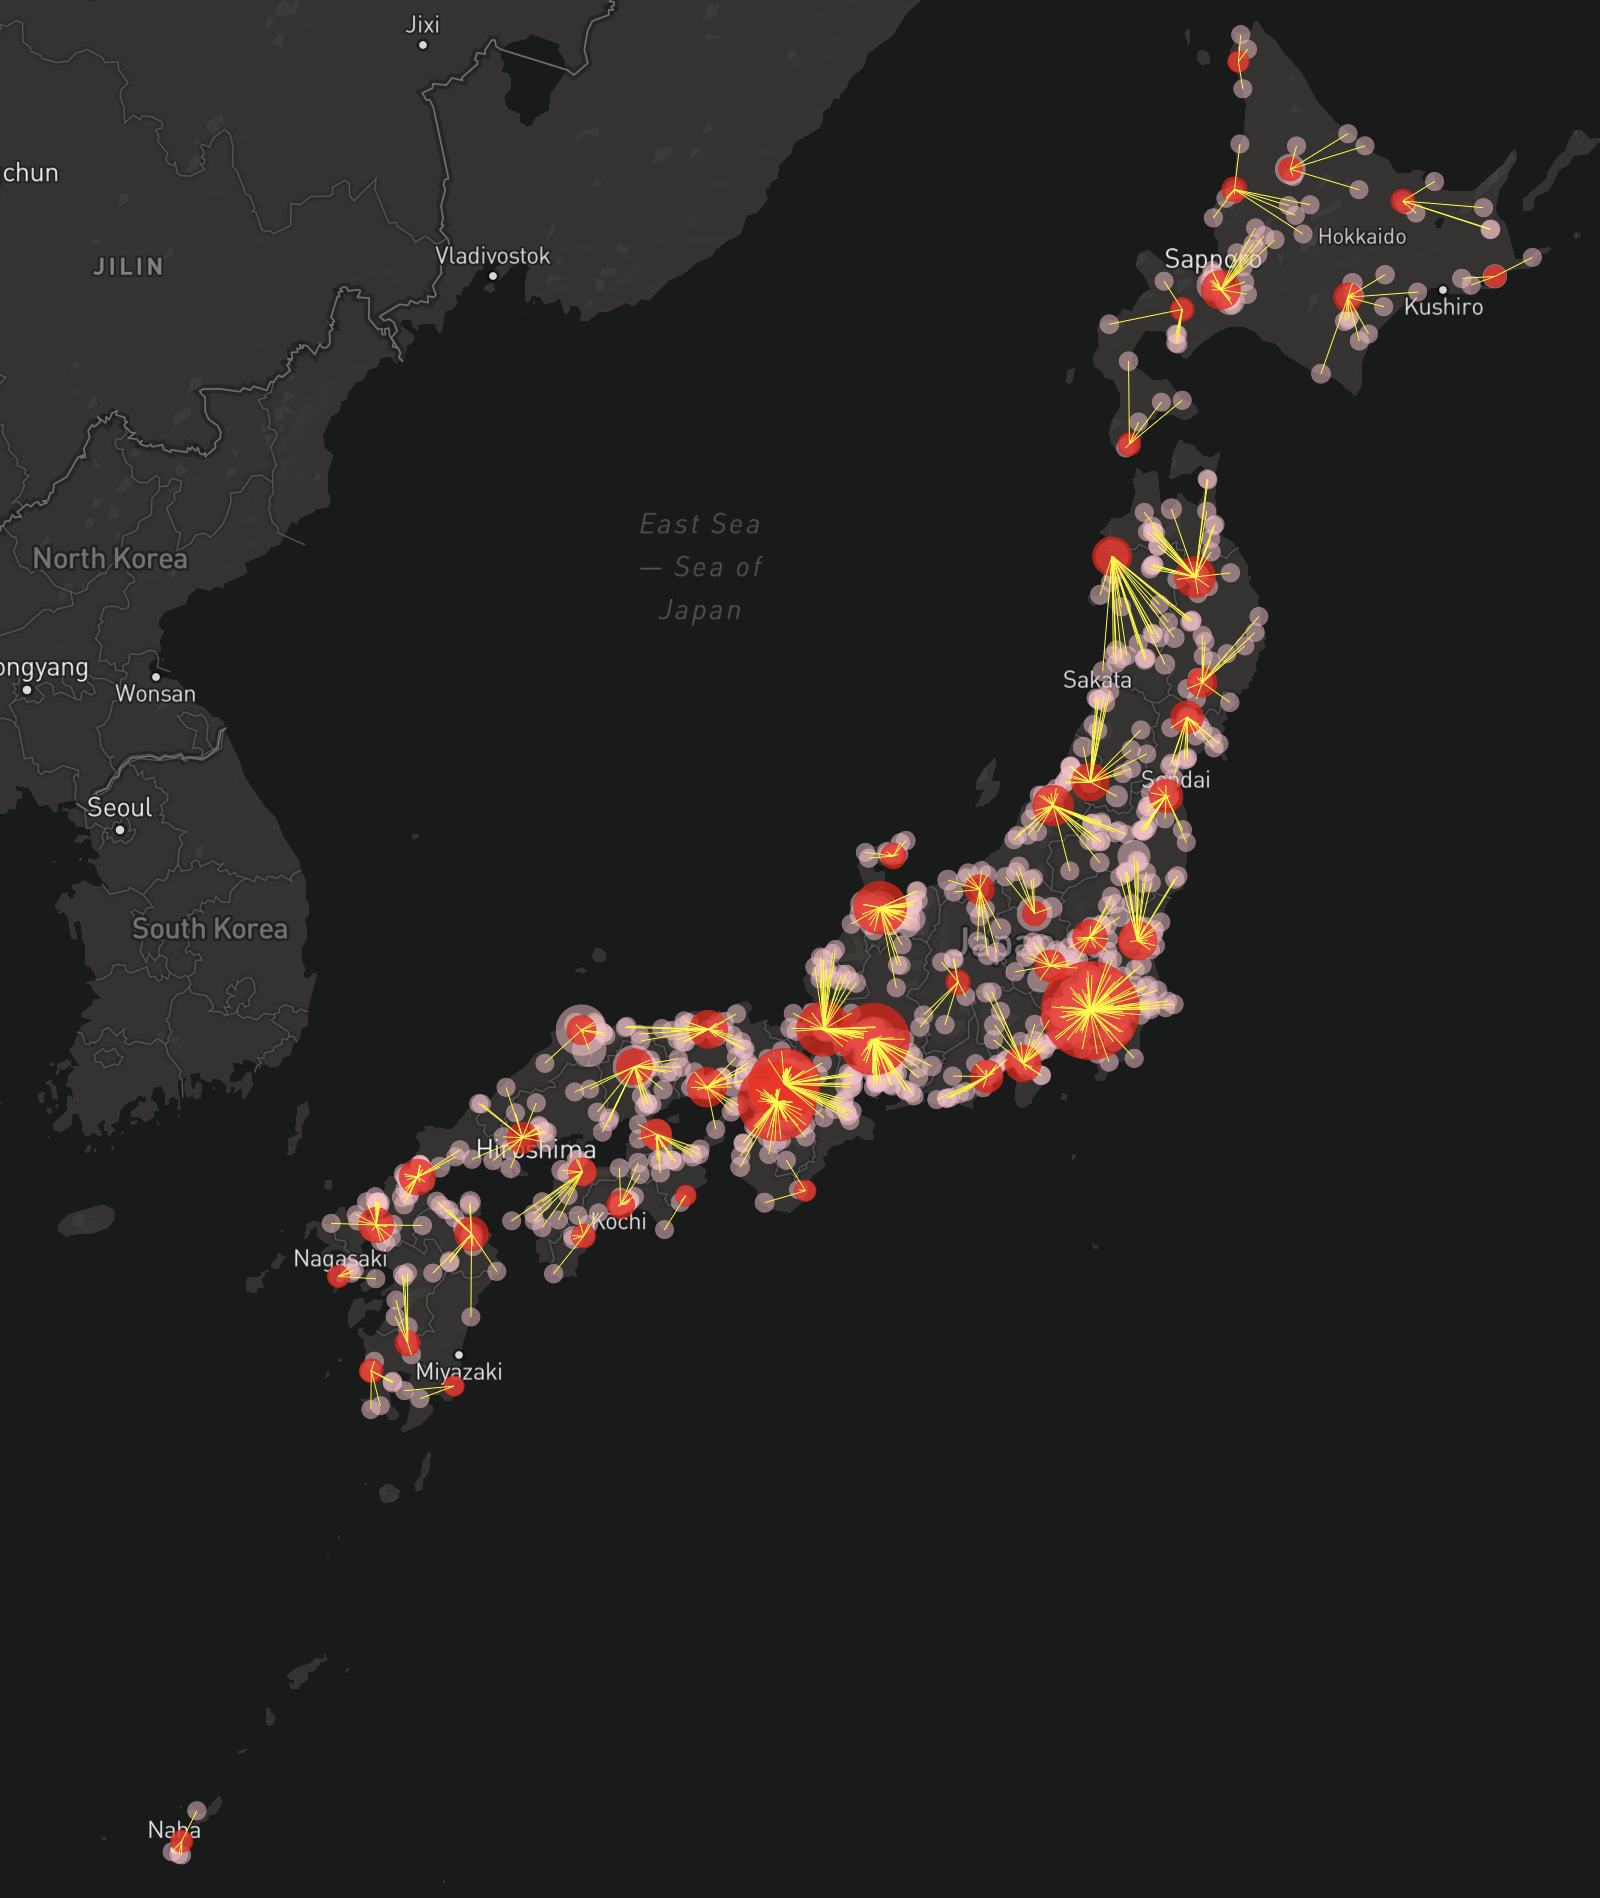 Jixi
chun
JILIN
Vladivostok
Hokkaido
Sapporo
Kushiro
East Sea
— Sea of
Japan
North Korea
ongyang
Wonsan
Sakata
Sendai
Seoul
South Korea
Japan
Hiroshima
Kochi
Nagasaki
Miyazaki
Naha